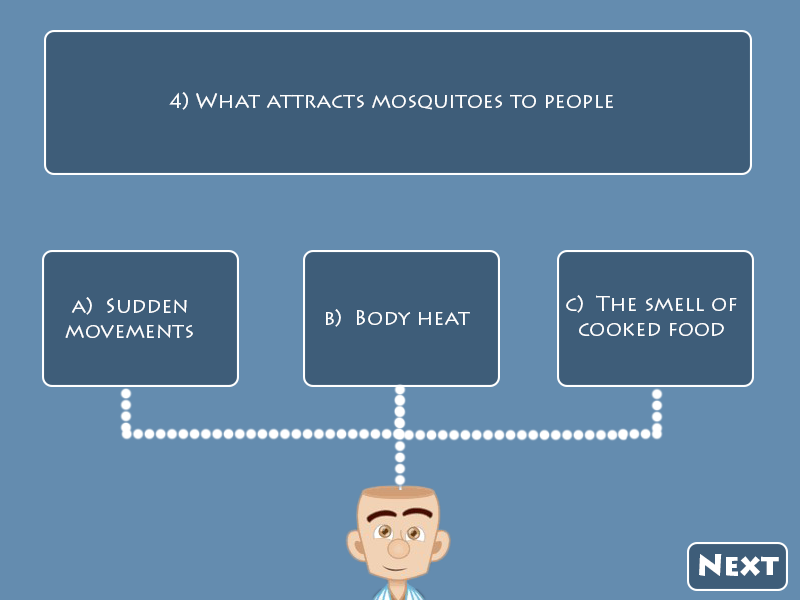 4) What attracts mosquitoes to people
a) Sudden
movements
b) Body heat
c) The smell of
cooked food
Next